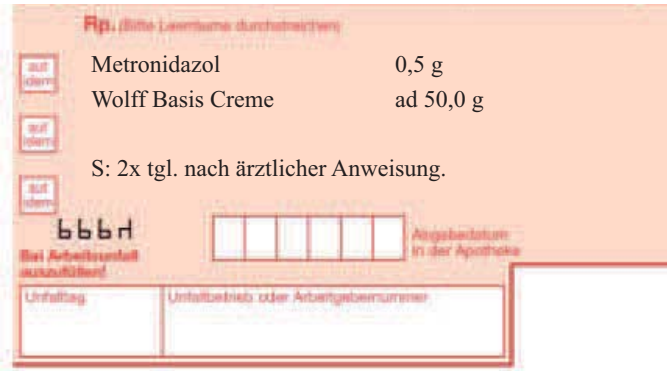 Rp. (Bitte Leerräume durchstreichen)
aut idem
Metronidazol 0,5 g
Wolff Basis Creme ad 50,0 g
aut idem
S: 2x tgl. nach ärztlicher Anweisung.
aut idem
Abgabedatum
in der Apotheke
Bei Arbeitsunfall
auszufüllen!
Unfalltag Unfallbetrieb oder Arbeitgebernummer